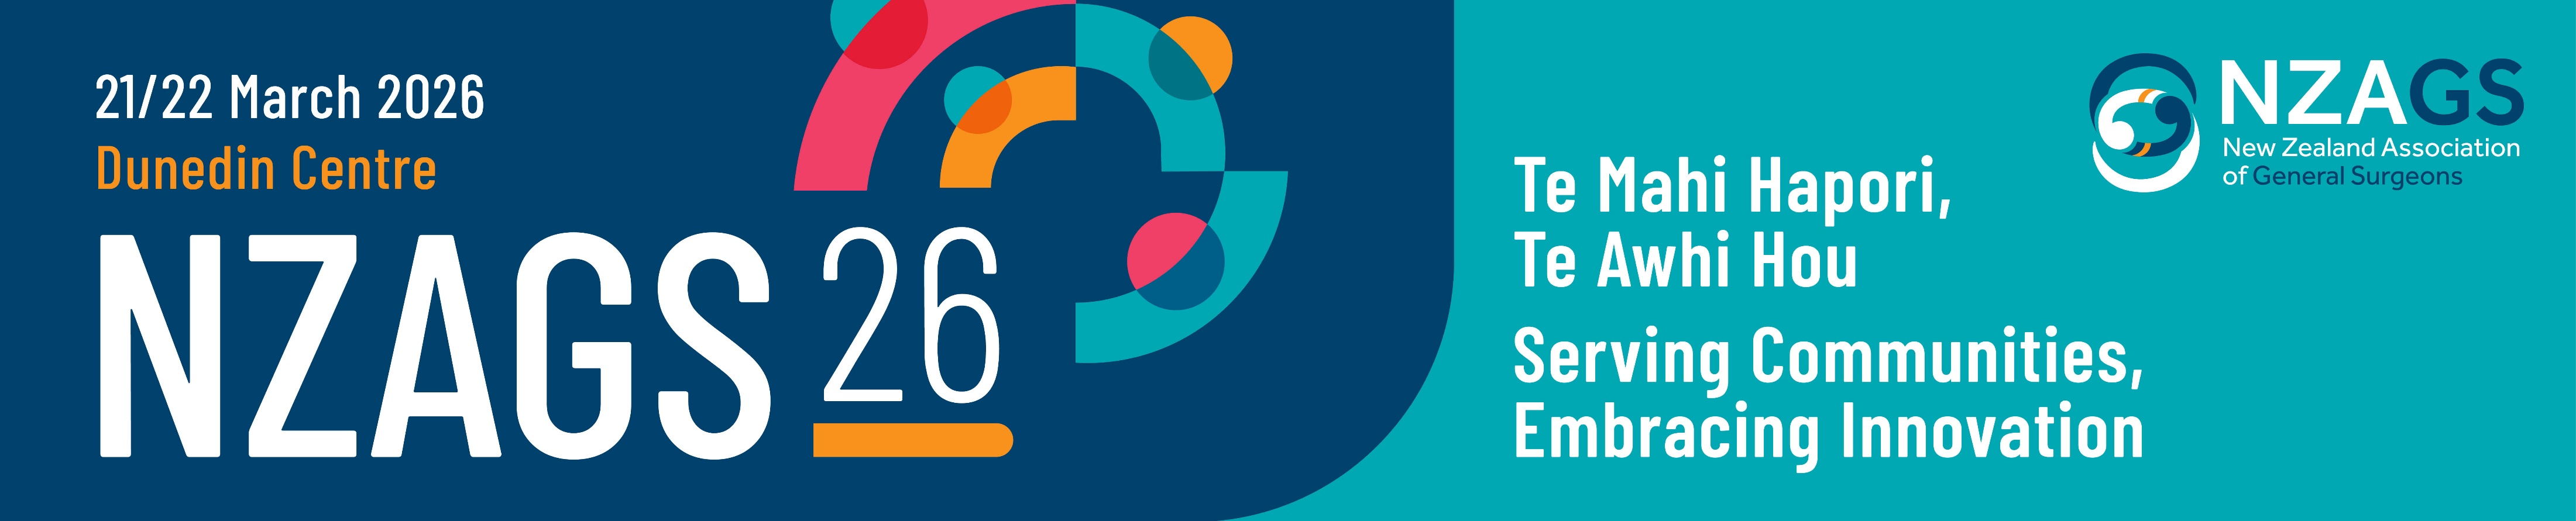 21/22 March 2026
Dunedin Centre
NZAGS 26
Te Mahi Hapori,
Te Awhi Hou
Serving Communities,
Embracing Innovation
NZAGS
New Zealand Association
of General Surgeons